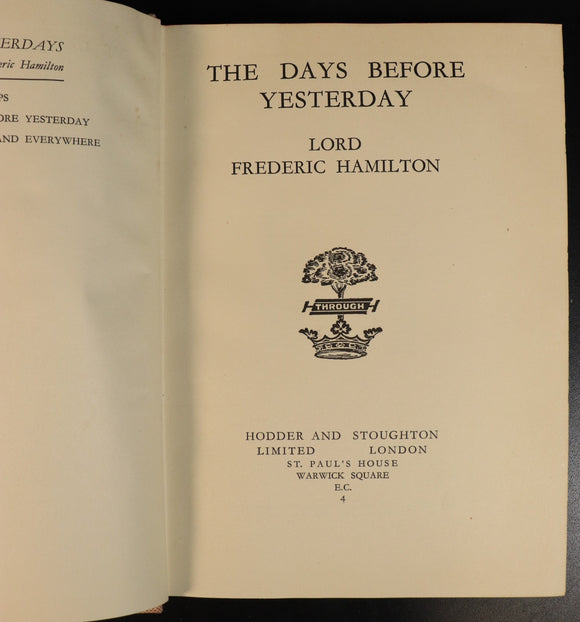 ERDAYS
eric Hamilton
PS
ORE YESTERDAY
AND EVERYWHERE
THE DAYS BEFORE
YESTERDAY
LORD
FREDERIC HAMILTON
THROUGH
HODDER AND STOUGHTON
LIMITED LONDON
ST. PAUL'S HOUSE
WARWICK SQUARE
E.C.
4